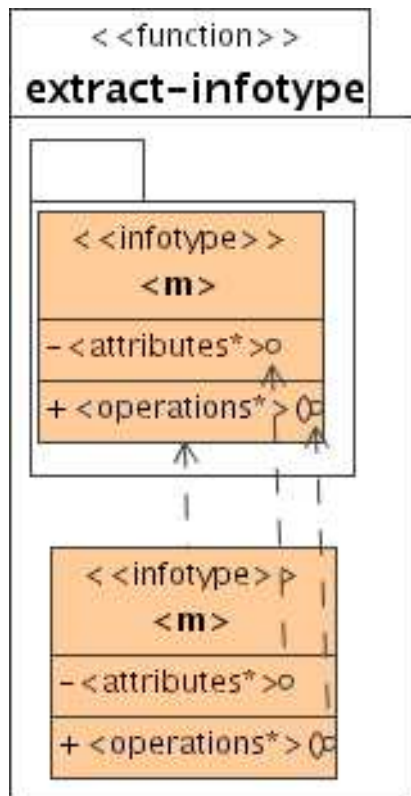 < <function> >
extract-infotype
< <infotype> >
<m>
- <attributes* >
+ <operations* > ()
< <infotype> >
<m>
- <attributes* >
+ <operations* > ()